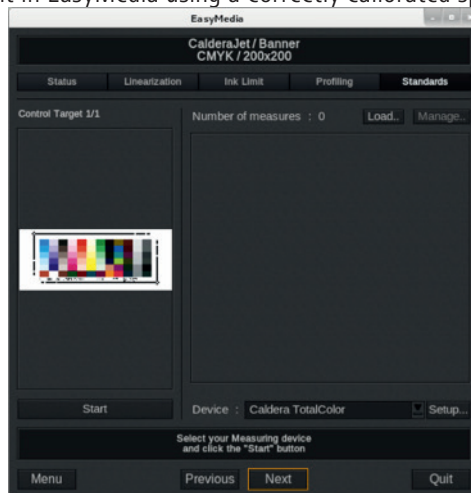 it in EasyMedia using a correctly calibrated
EasyMedia
CalderaJet / Banner
CMYK / 200x200
Status Linearization Ink Limit Profiling Standards
Control Target 1/1
Number of measures : 0 Load.. Manage..
Start
Device : Caldera TotalColor Setup...
Select your Measuring device
and click the "Start" button
Menu Previous Next Quit